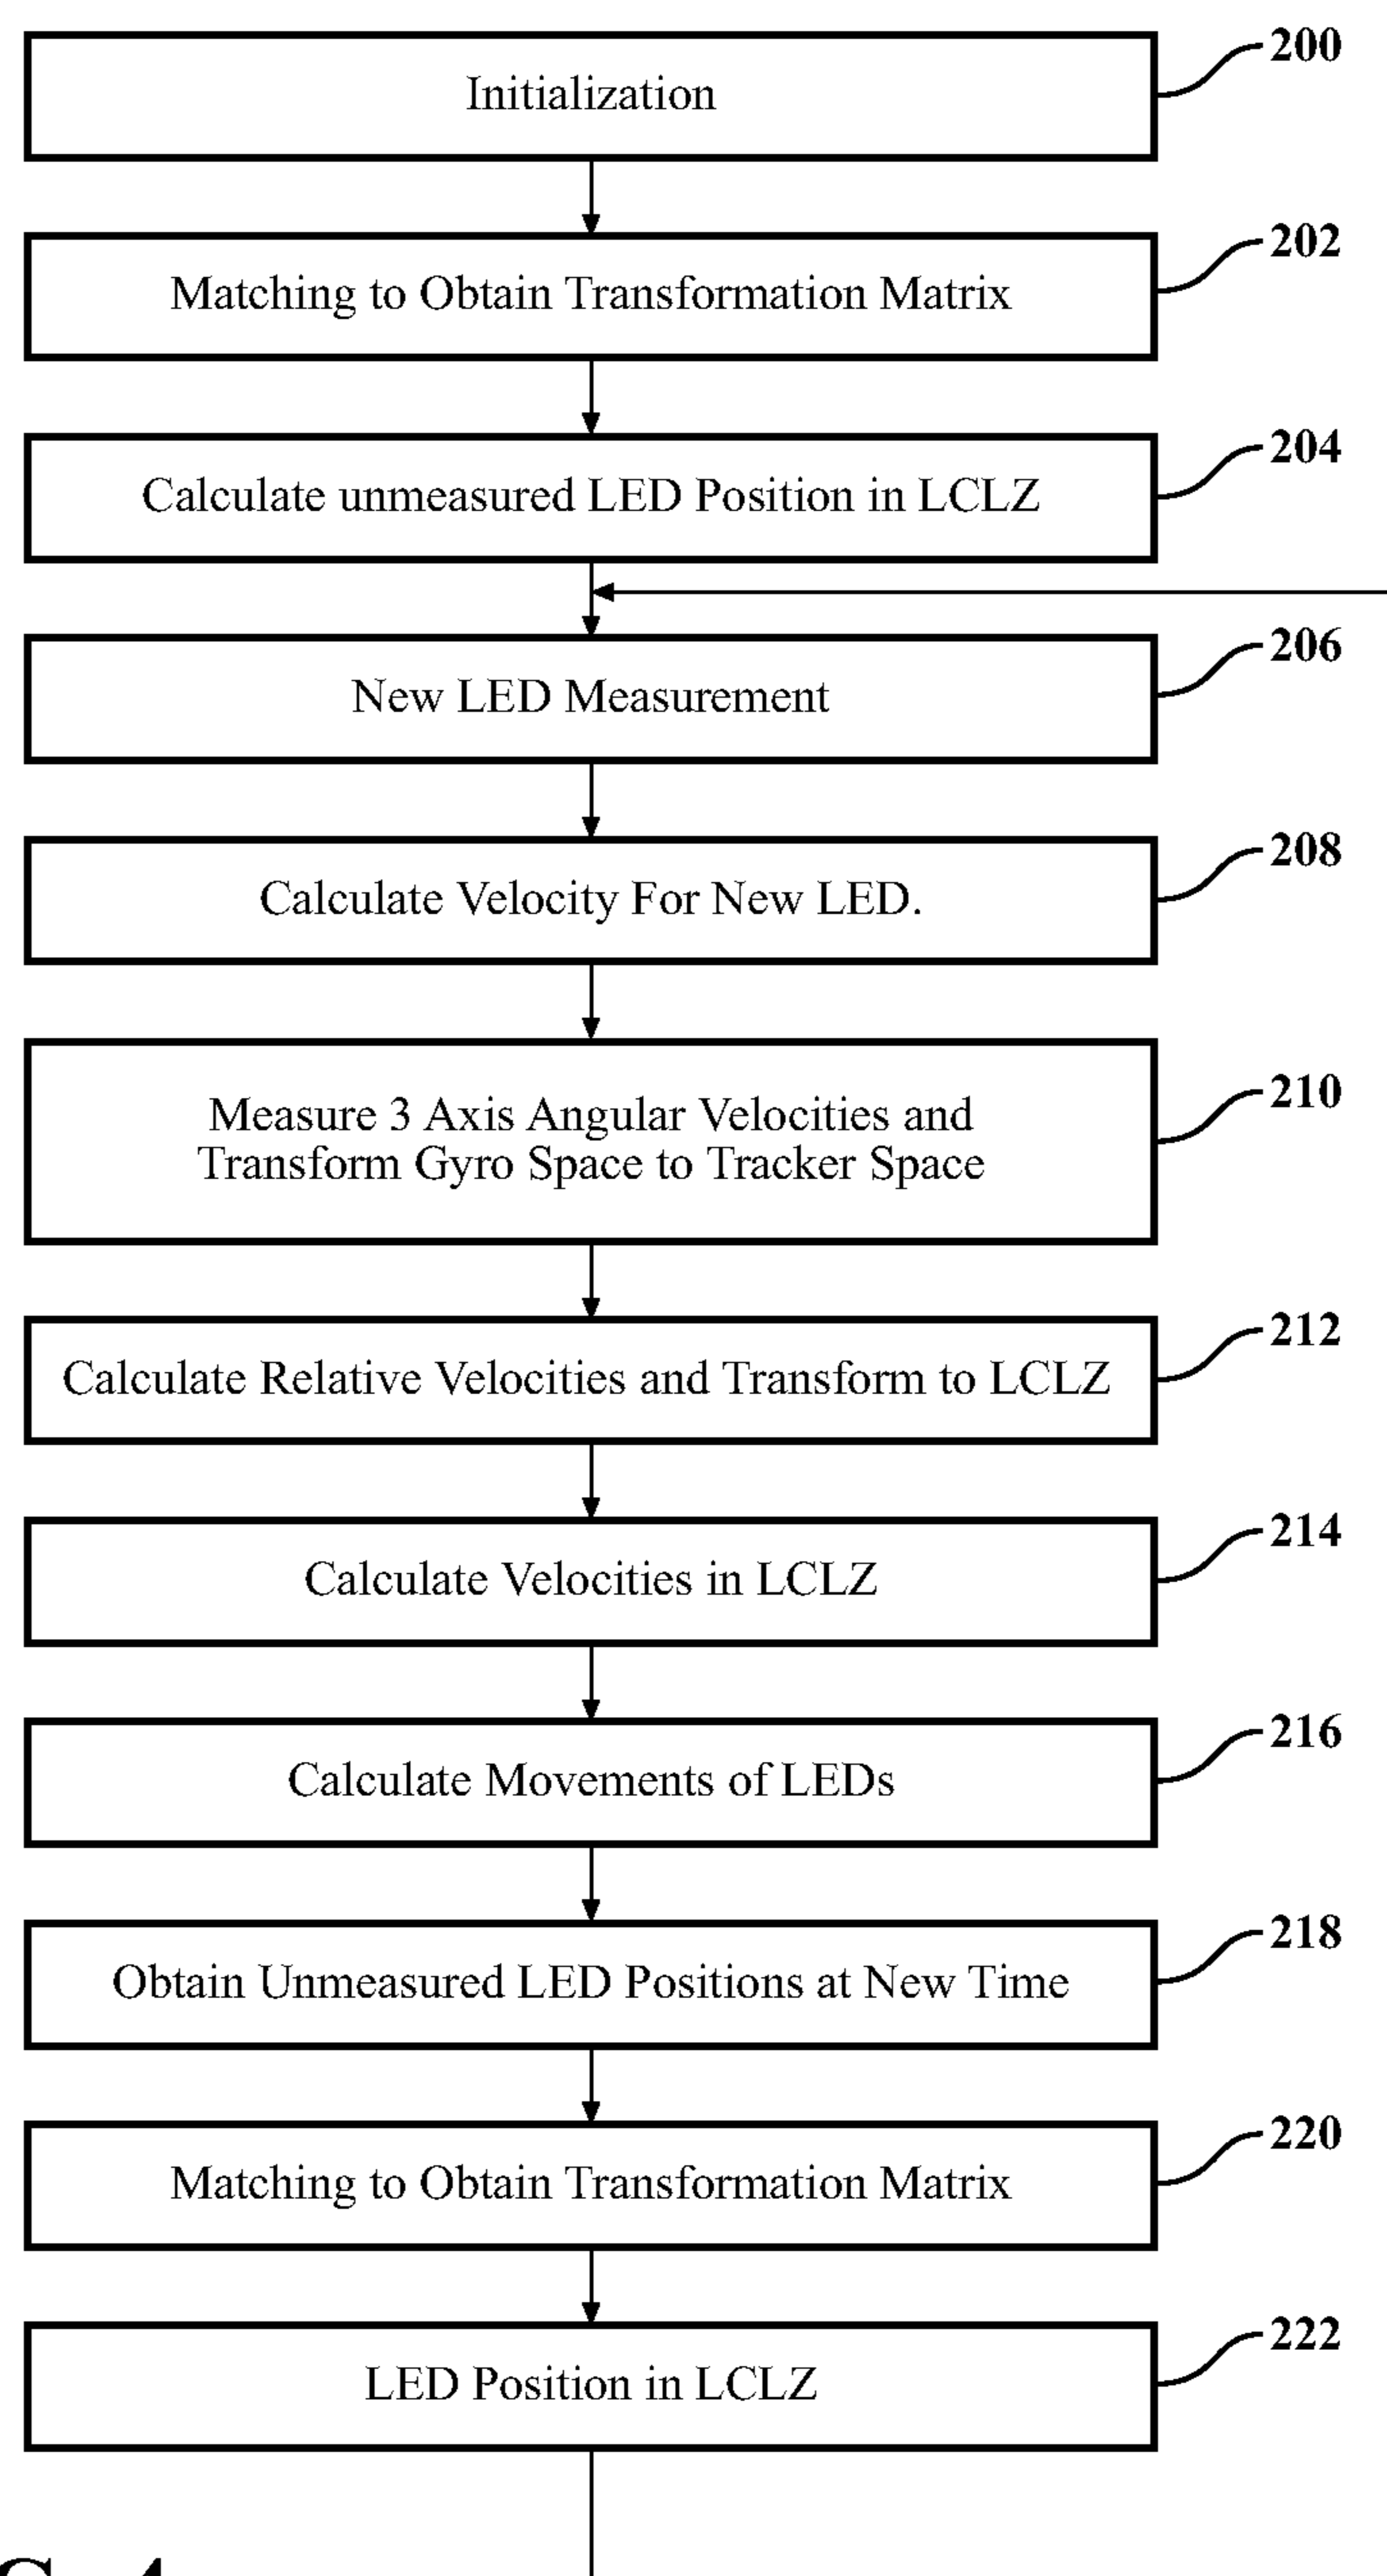 Initialization
200
Matching to Obtain Transformation Matrix
202
Calculate unmeasured LED Position in LCLZ
204
New LED Measurement
206
Calculate Velocity For New LED.
208
Measure 3 Axis Angular Velocities and
Transform Gyro Space to Tracker Space
210
Calculate Relative Velocities and Transform to LCLZ
212
Calculate Velocities in LCLZ
214
Calculate Movements of LEDs
216
Obtain Unmeasured LED Positions at New Time
218
Matching to Obtain Transformation Matrix
220
LED Position in LCLZ
222